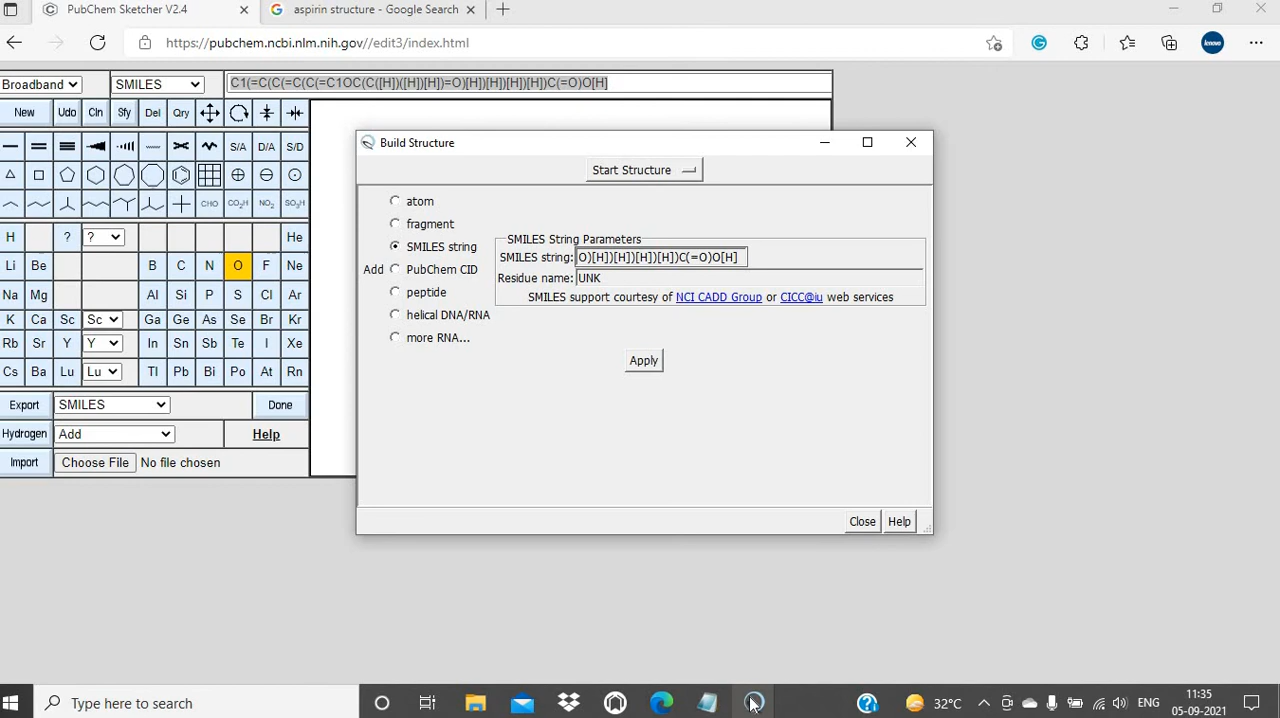 PubChem Sketcher V2.4
aspirin structure - Google Search
https://pubchem.ncbi.nlm.nih.gov//edit3/index.html
lenovo
Broadband SMILES C1(=C(C(=C(C(=C1OC(C([H])([H])[H])=O)[H])[H])[H])[H])C(=O)O[H]
New Udo Cln Sfy Del Qry
S/A D/A S/D
CHO CO₂H NO₂ SO₃H
H ? ? He
Li Be B C N O F Ne
Na Mg Al Si P S Cl Ar
K Ca Sc Sc Ga Ge As Se Br Kr
Rb Sr Y Y In Sn Sb Te I Xe
Cs Ba Lu Lu Tl Pb Bi Po At Rn
Export SMILES Done
Hydrogen Add Help
Import Choose File No file chosen
Build Structure
Start Structure
atom
fragment
SMILES string
Add PubChem CID
peptide
helical DNA/RNA
more RNA...
SMILES String Parameters
SMILES string: O)[H])[H])[H])[H])C(=O)O[H]
Residue name: UNK
SMILES support courtesy of NCI CADD Group or CICC@iu web services
Apply
Close Help
Type here to search
32°C
ENG
11:35
05-09-2021